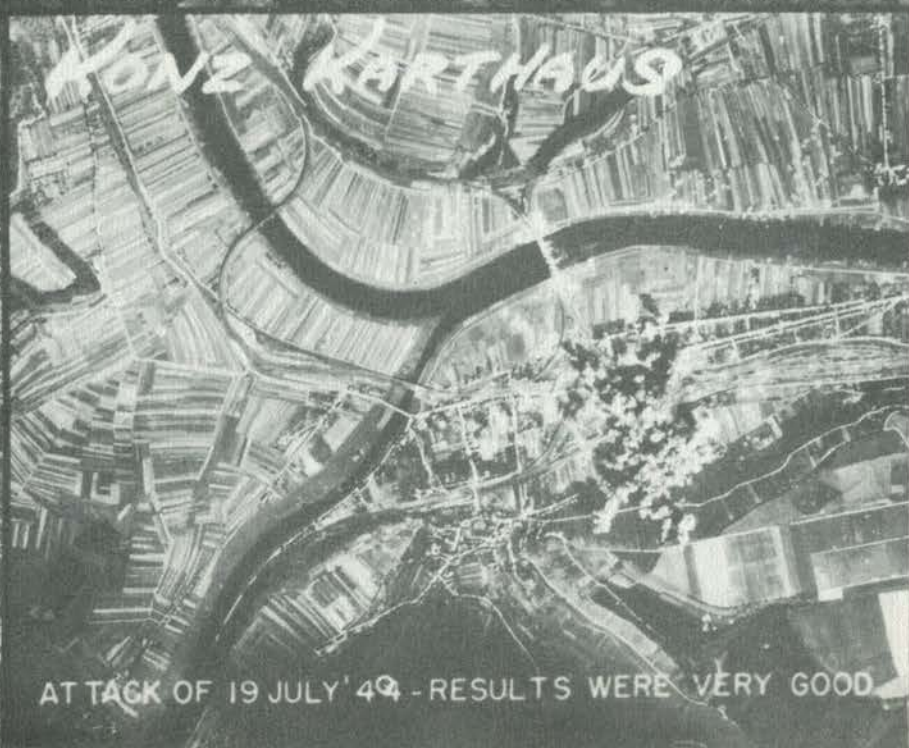 KONZ KARTHAUS
ATTACK OF 19 JULY '44 - RESULTS WERE VERY GOOD